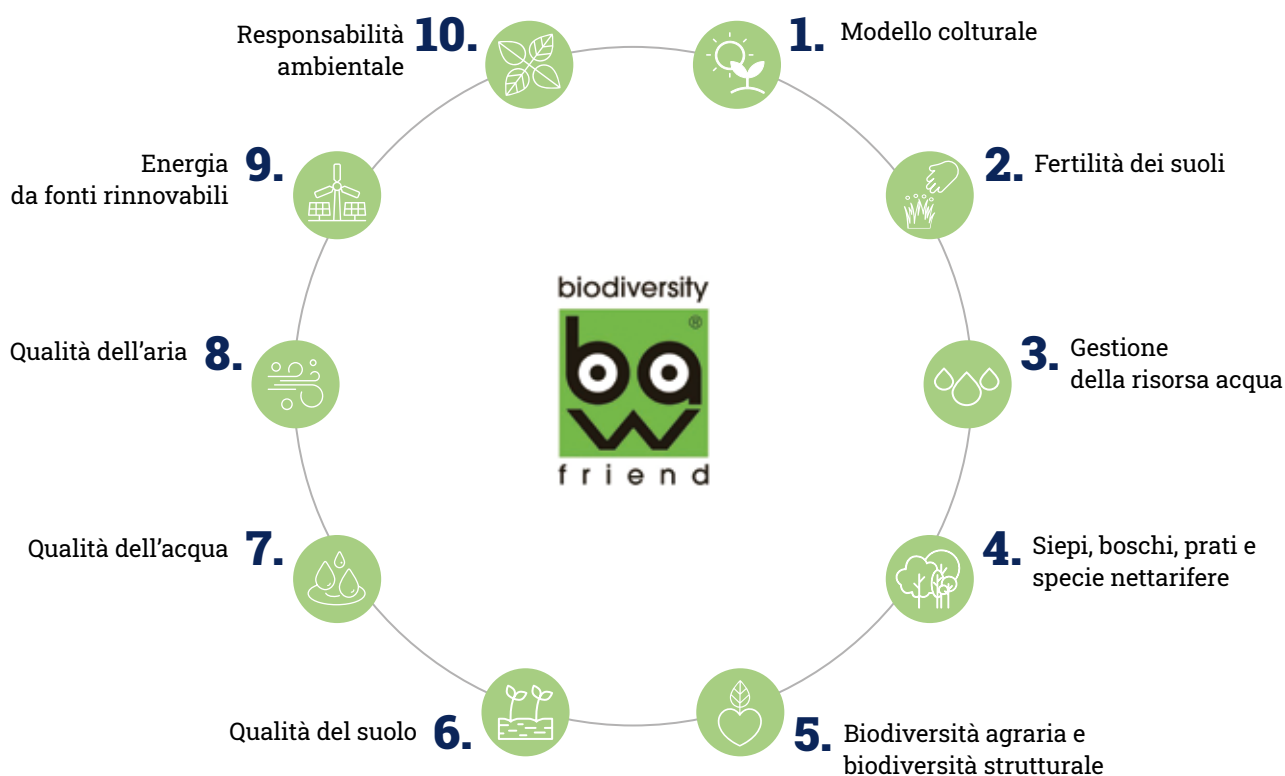 1. Modello colturale
2. Fertilità dei suoli
3. Gestione
della risorsa acqua
4. Siepi, boschi, prati e
specie nettarifere
5. Biodiversità agraria e
biodiversità strutturale
6. Qualità del suolo
7. Qualità dell’acqua
8. Qualità dell’aria
9. Energia
da fonti rinnovabili
10. Responsabilità
ambientale
biodiversity
®
ba
w
friend